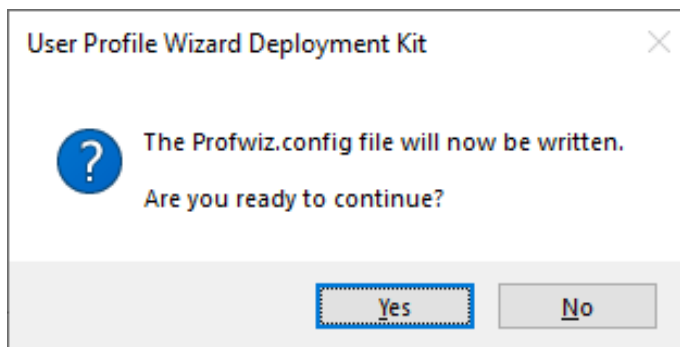 User Profile Wizard Deployment Kit
?
The Profwiz.config file will now be written.
Are you ready to continue?
Yes
No